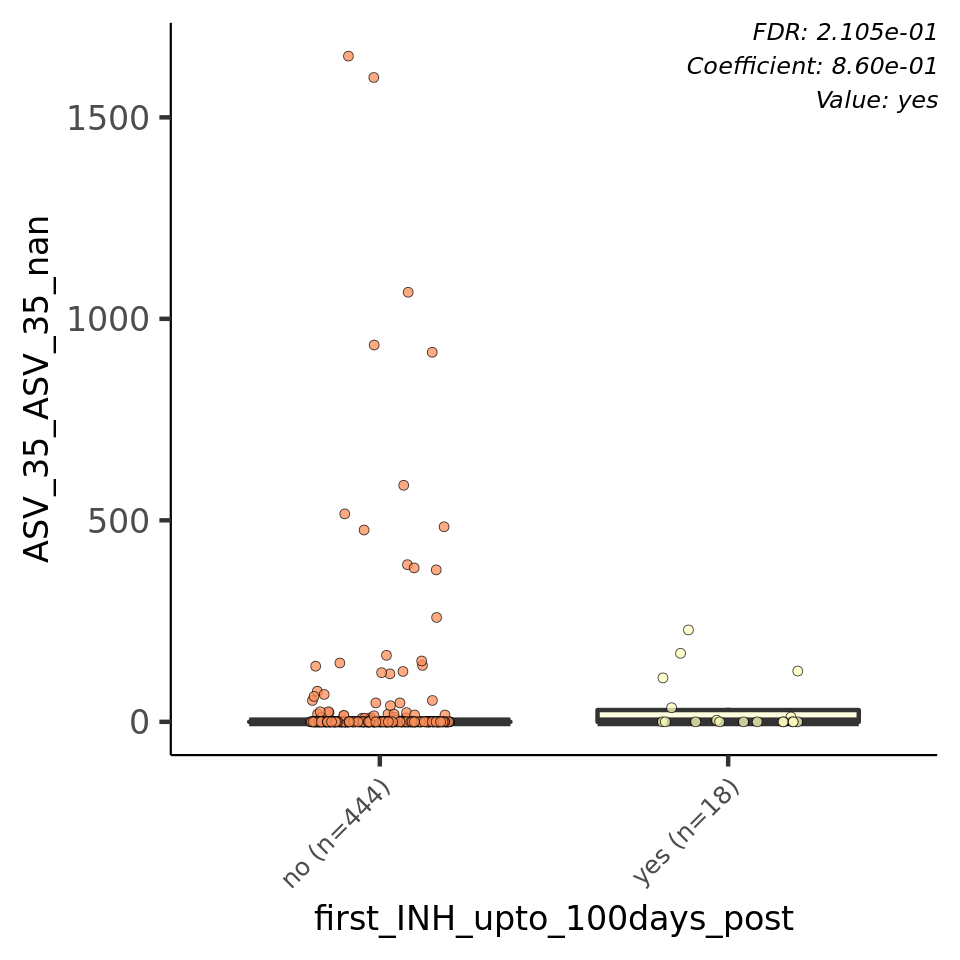 FDR: 2.105e-01
Coefficient: 8.60e-01
Value: yes
ASV_35_ASV_35_nan
1500
1000
500
0
no (n=444)
yes (n=18)
first_INH_upto_100days_post